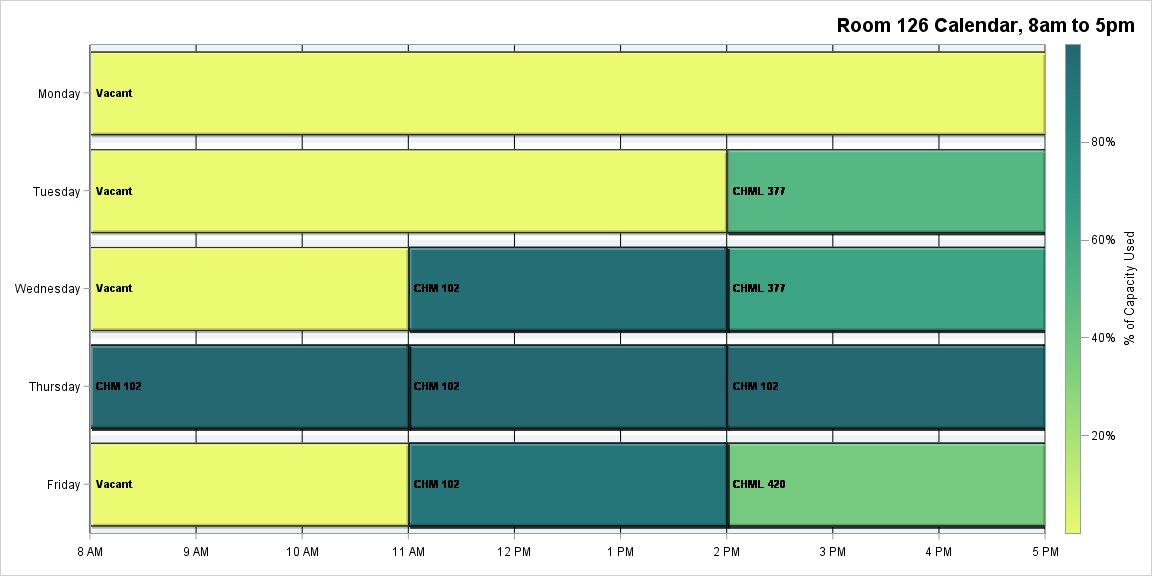 Room 126 Calendar, 8am to 5pm
Monday
Vacant
Tuesday
Vacant
CHML 377
Wednesday
Vacant
CHM 102
CHML 377
Thursday
CHM 102
CHM 102
CHM 102
Friday
Vacant
CHM 102
CHML 420
8 AM
9 AM
10 AM
11 AM
12 PM
1 PM
2 PM
3 PM
4 PM
5 PM
80%
60%
40%
20%
% of Capacity Used